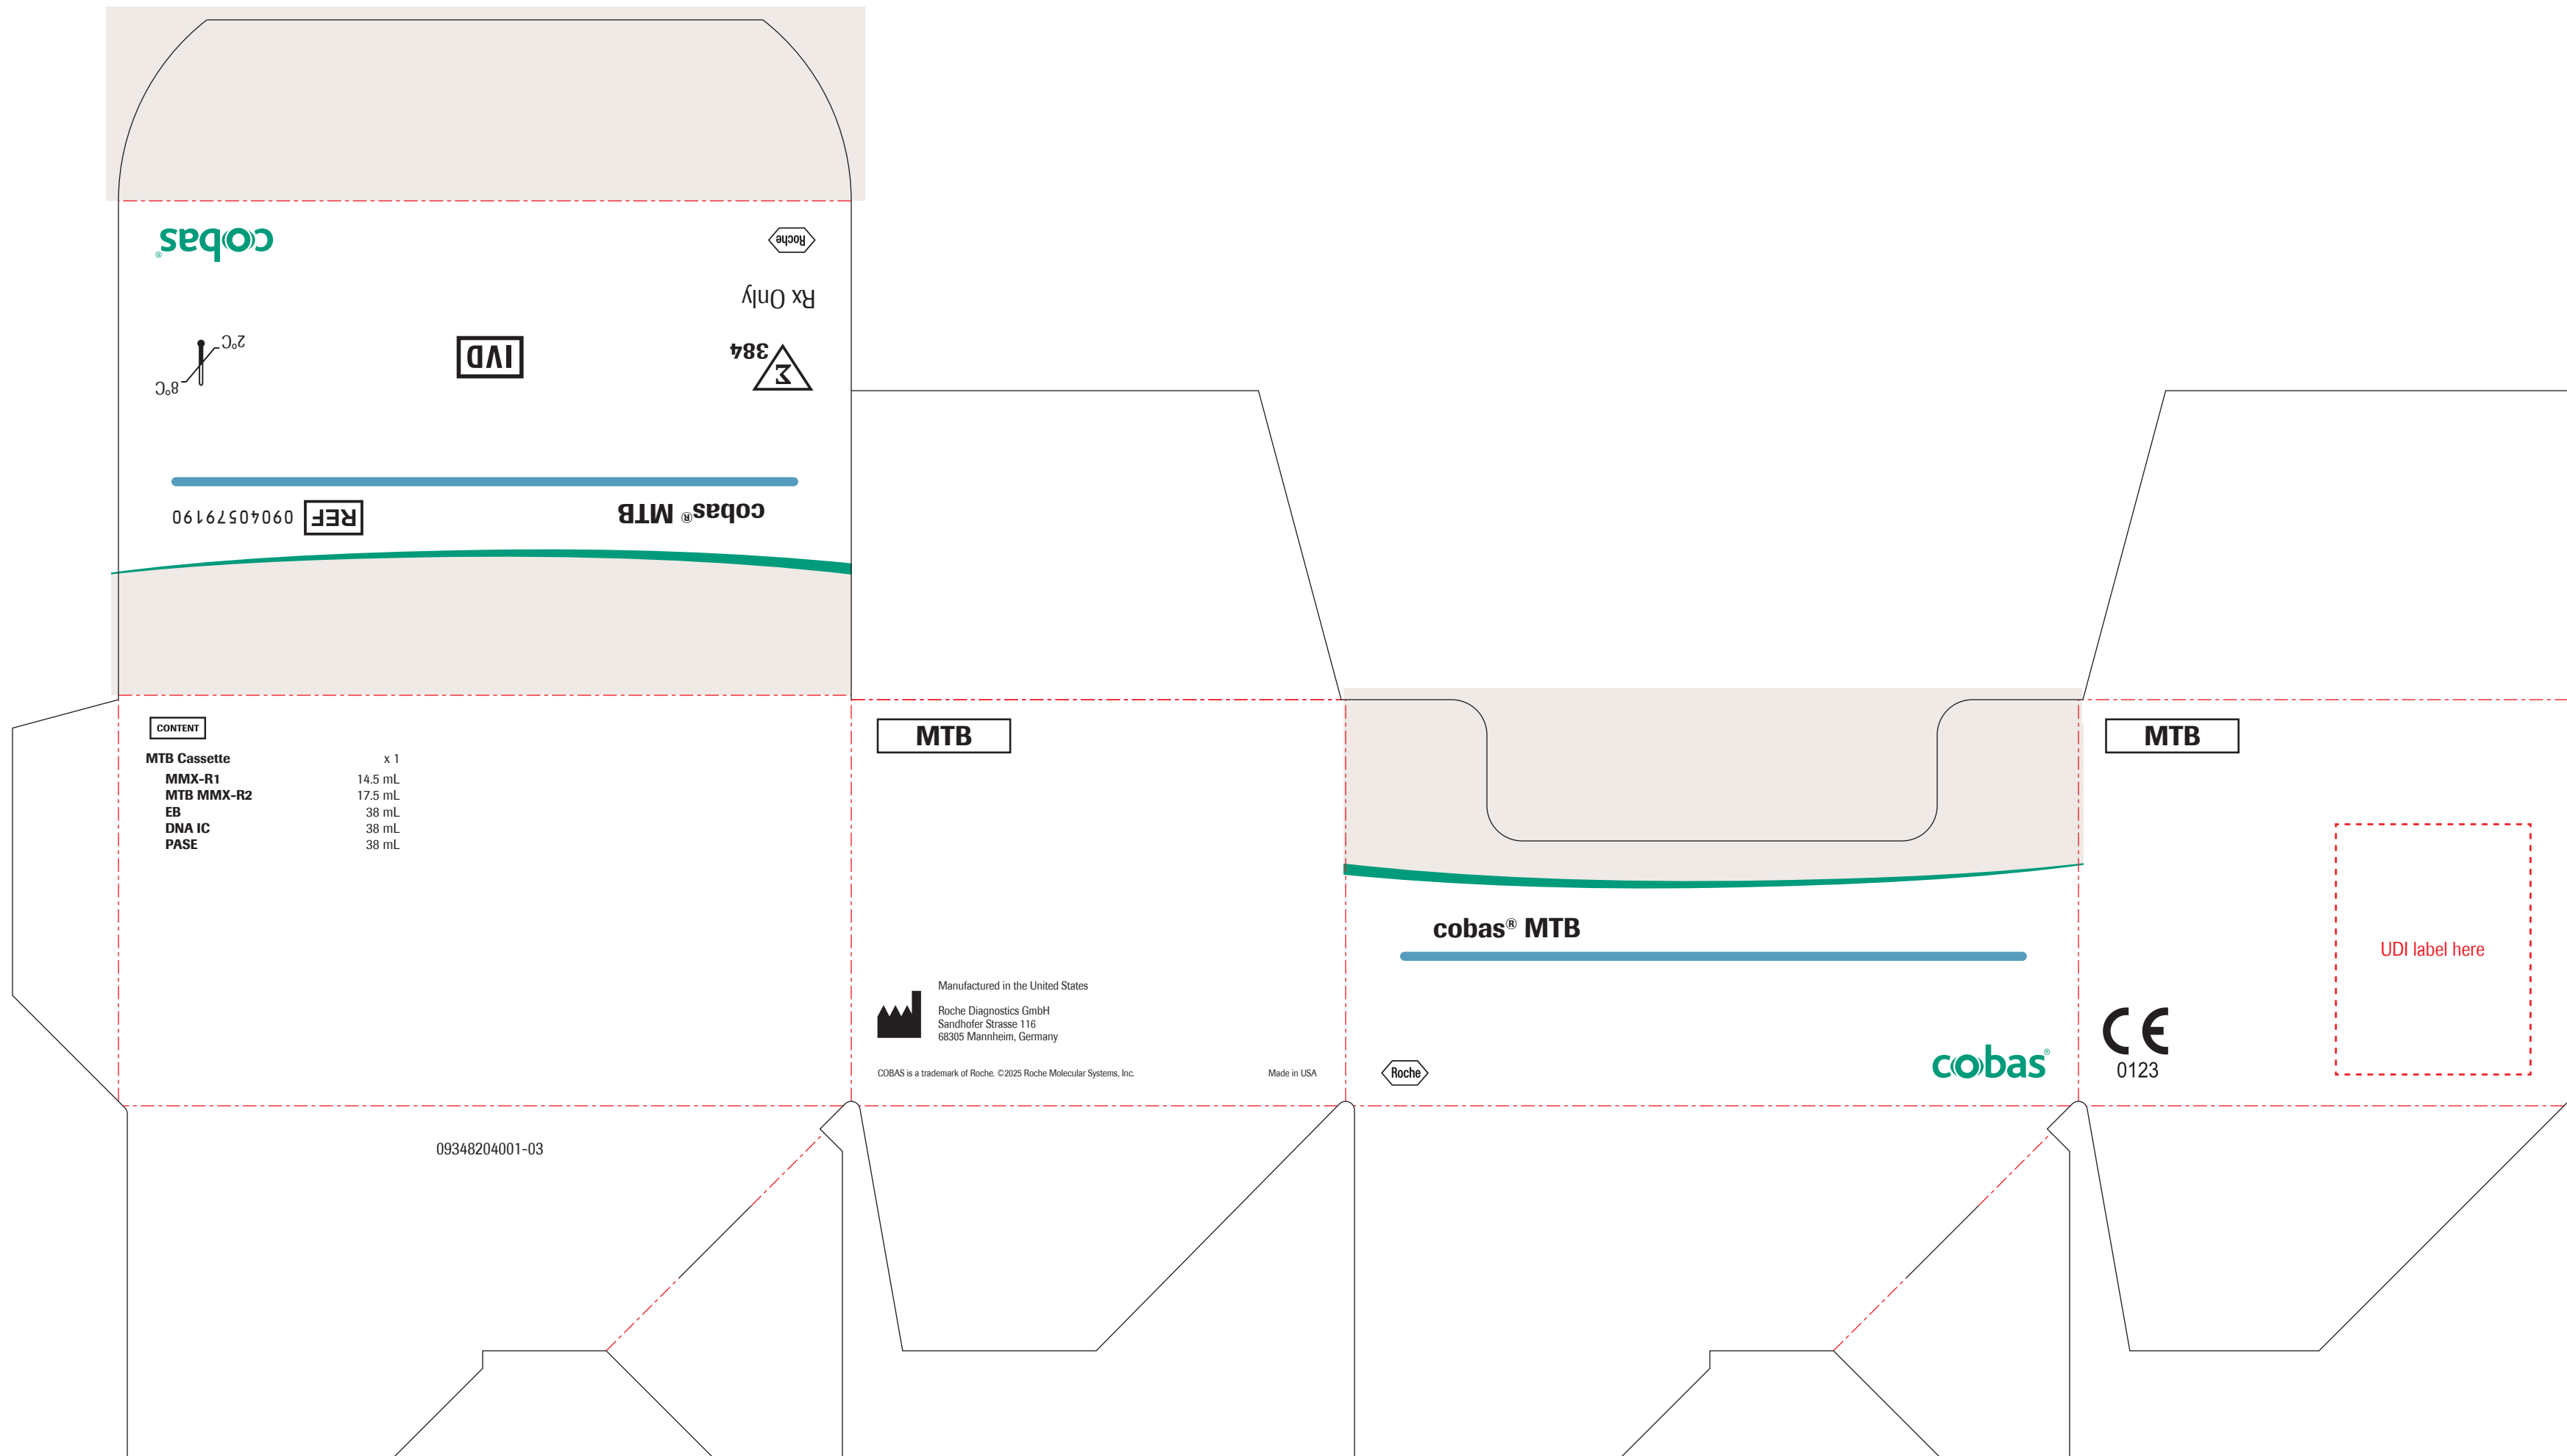 cobas®
Roche
Rx Only
2°C
8°C
IVD
Σ
384
cobas® MTB
REF 09040579190
CONTENT
MTB Cassette x 1
MMX-R1 14.5 mL
MTB MMX-R2 17.5 mL
EB 38 mL
DNA IC 38 mL
PASE 38 mL
09348204001-03
MTB
Manufactured in the United States
Roche Diagnostics GmbH
Sandhofer Strasse 116
68305 Mannheim, Germany
COBAS is a trademark of Roche. ©2025 Roche Molecular Systems, Inc. Made in USA
cobas® MTB
Roche
cobas®
MTB
UDI label here
CE
0123